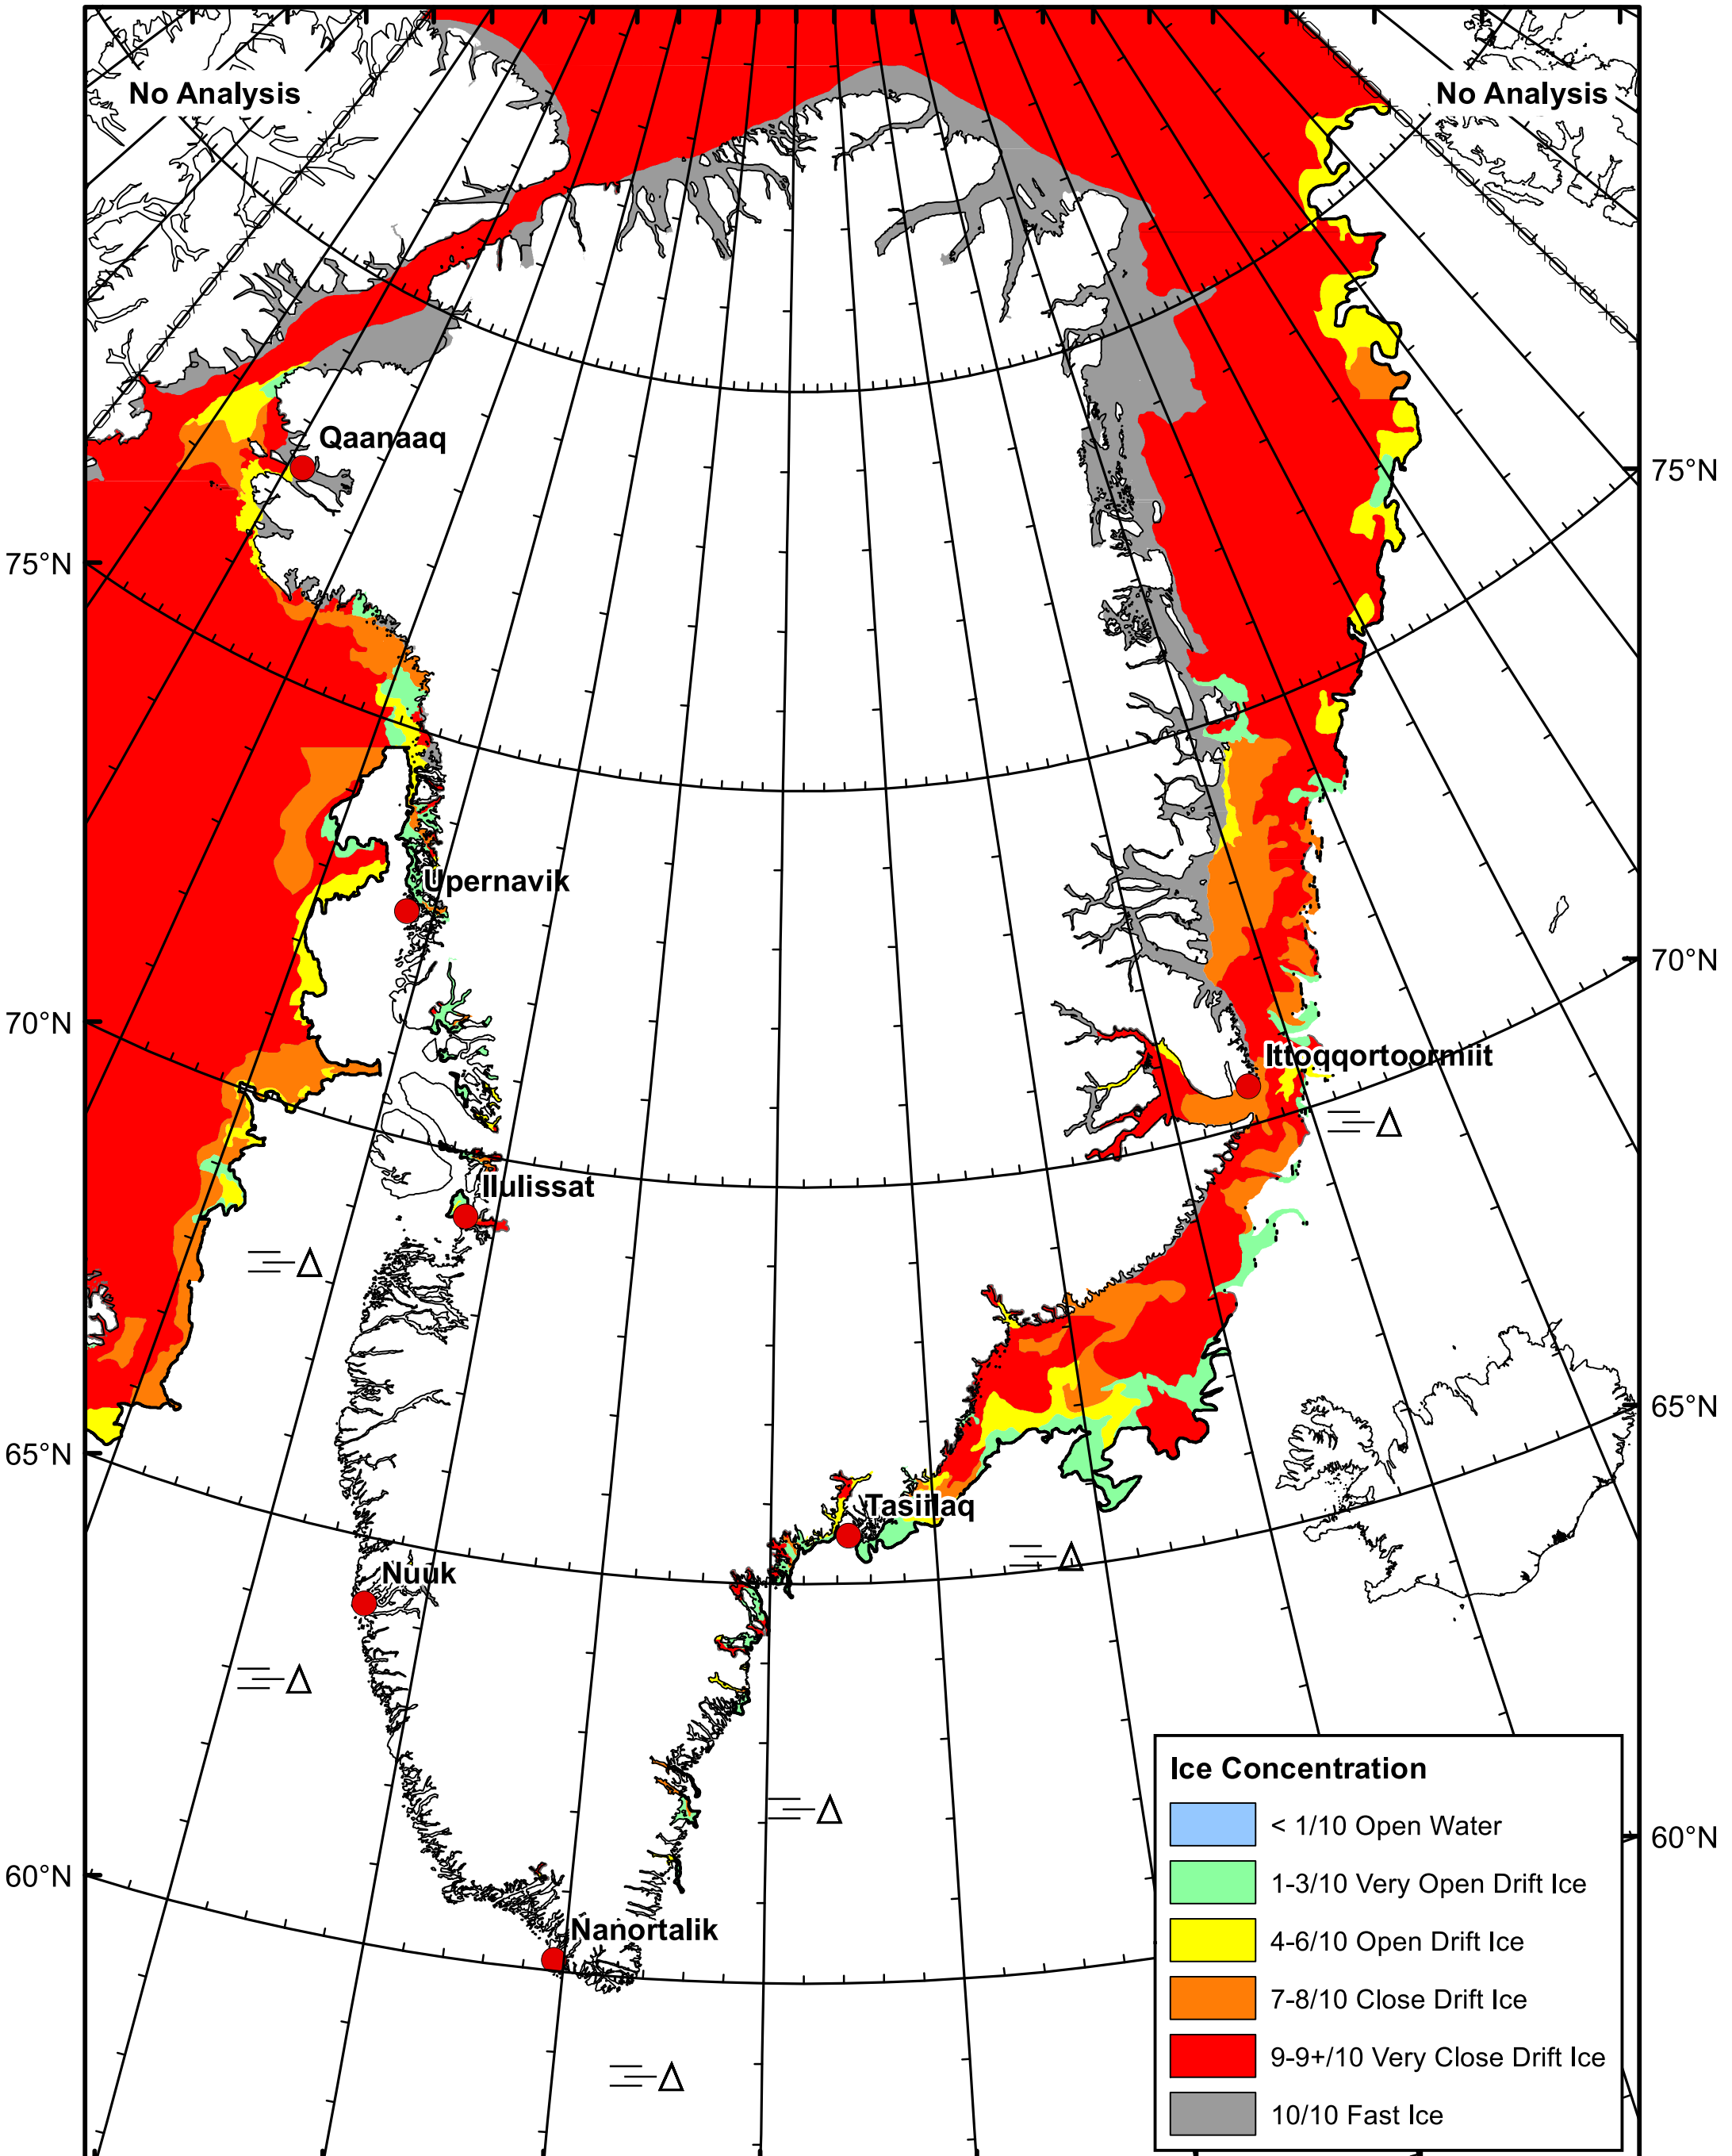 No Analysis
No Analysis
Qaanaaq
75°N
75°N
Upernavik
70°N
70°N
Ittoqqortoormiit
Ilulissat
65°N
65°N
Tasiilaq
Nuuk
60°N
60°N
Nanortalik
Ice Concentration
< 1/10 Open Water
1-3/10 Very Open Drift Ice
4-6/10 Open Drift Ice
7-8/10 Close Drift Ice
9-9+/10 Very Close Drift Ice
10/10 Fast Ice